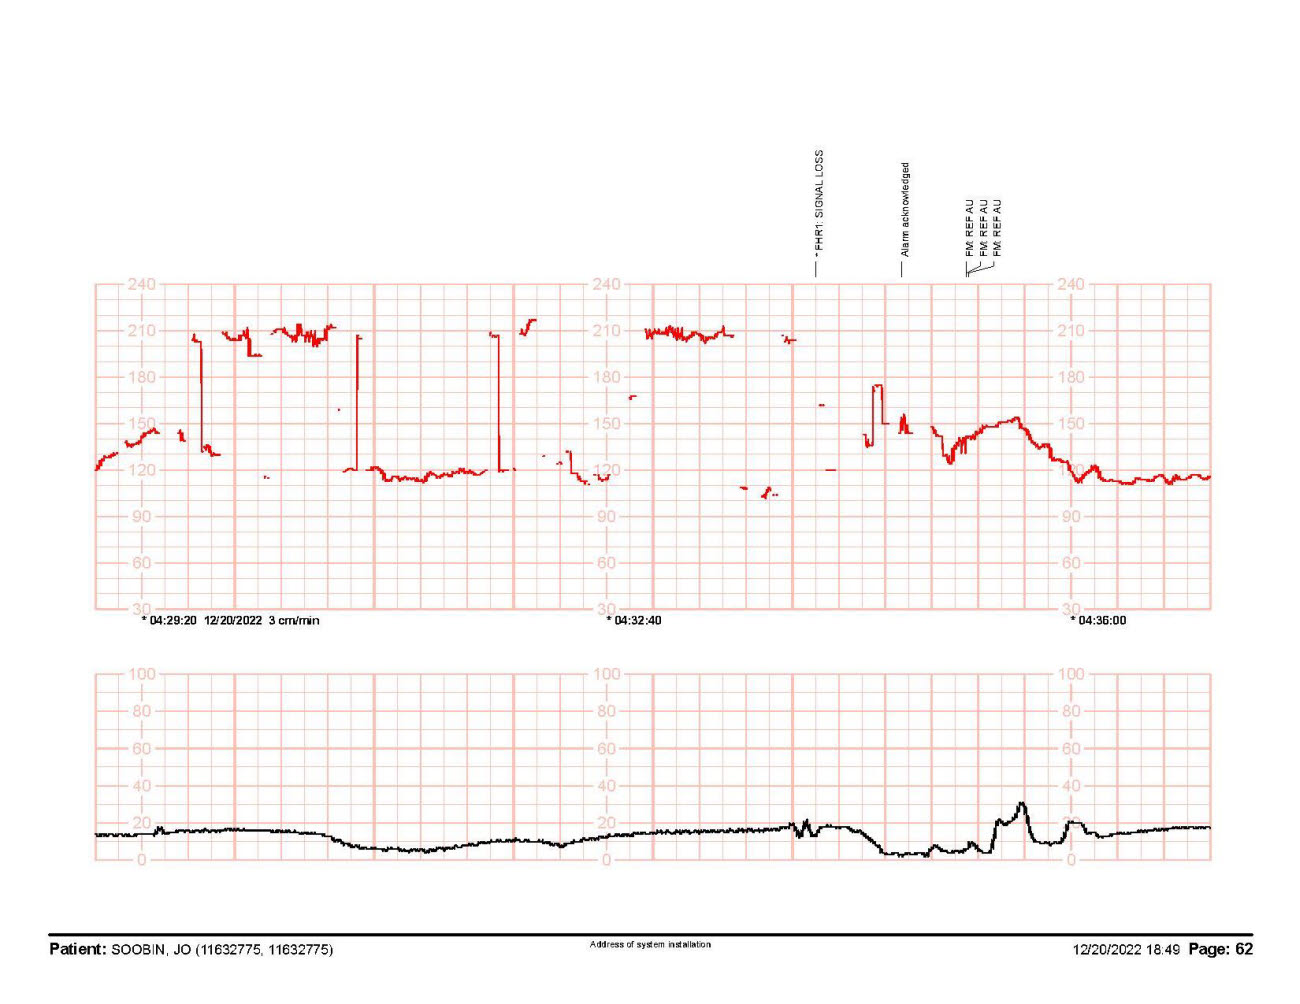 * FHR1: SIGNAL LOSS
Alarm acknowledged
FM: REF AU
FM: REF AU
FM: REF AU
240 240 240
210 210 210
180 180 180
150 150 150
120 120 120
90 90 90
60 60 60
30 30 30
* 04:29:20 12/20/2022 3 cm/min * 04:32:40 * 04:36:00
100 100 100
80 80 80
60 60 60
40 40 40
20 20 20
0 0 0
Patient: SOOBIN, JO (11632775, 11632775) Address of system installation 12/20/2022 18:49 Page: 62